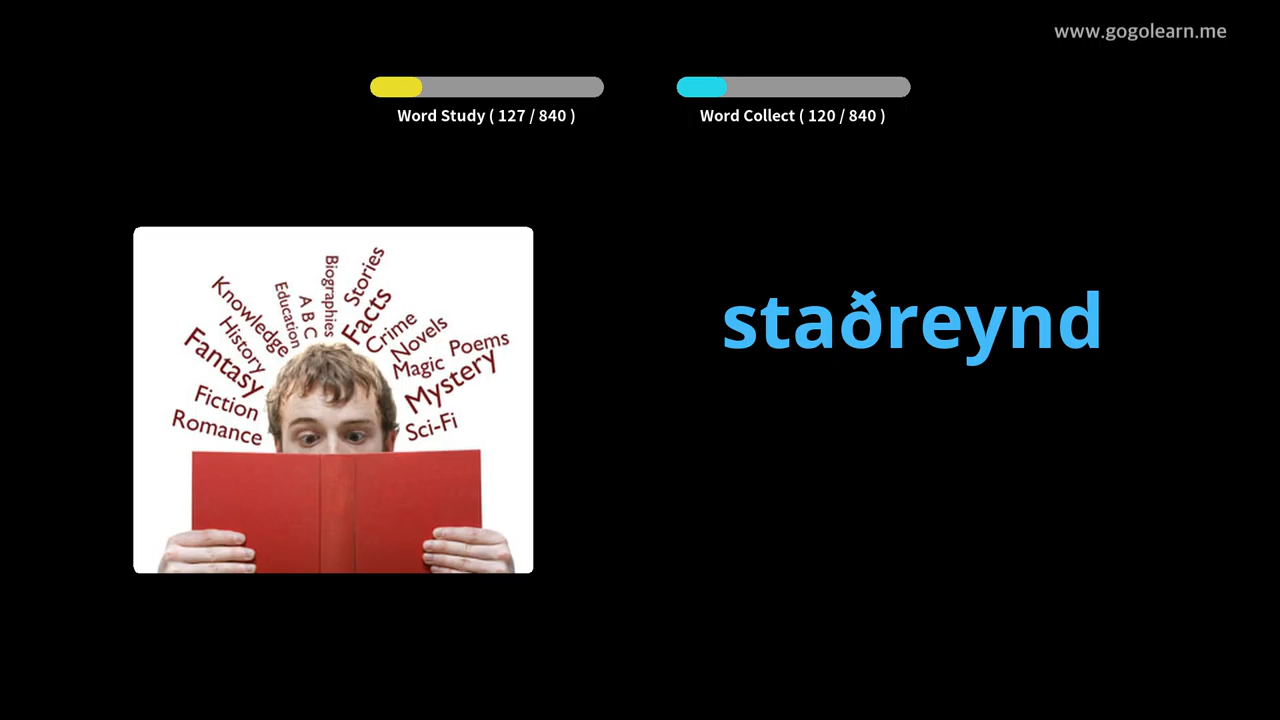 www.gogolearn.me
Word Study ( 127 / 840 )
Word Collect ( 120 / 840 )
staðreynd
Romance
Fiction
Fantasy
History
Knowledge
Education
A B C
Biographies
Stories
Facts
Crime
Novels
Magic
Poems
Mystery
Sci-Fi